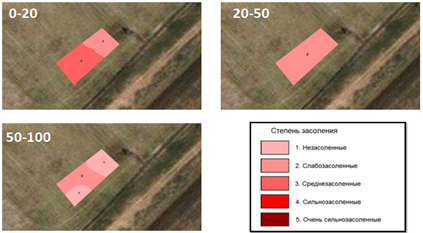 0-20
20-50
50-100
Степень засоления
1. Незасоленные
2. Слабозасоленные
3. Среднезасоленные
4. Сильнозасоленные
5. Очень сильнозасоленные